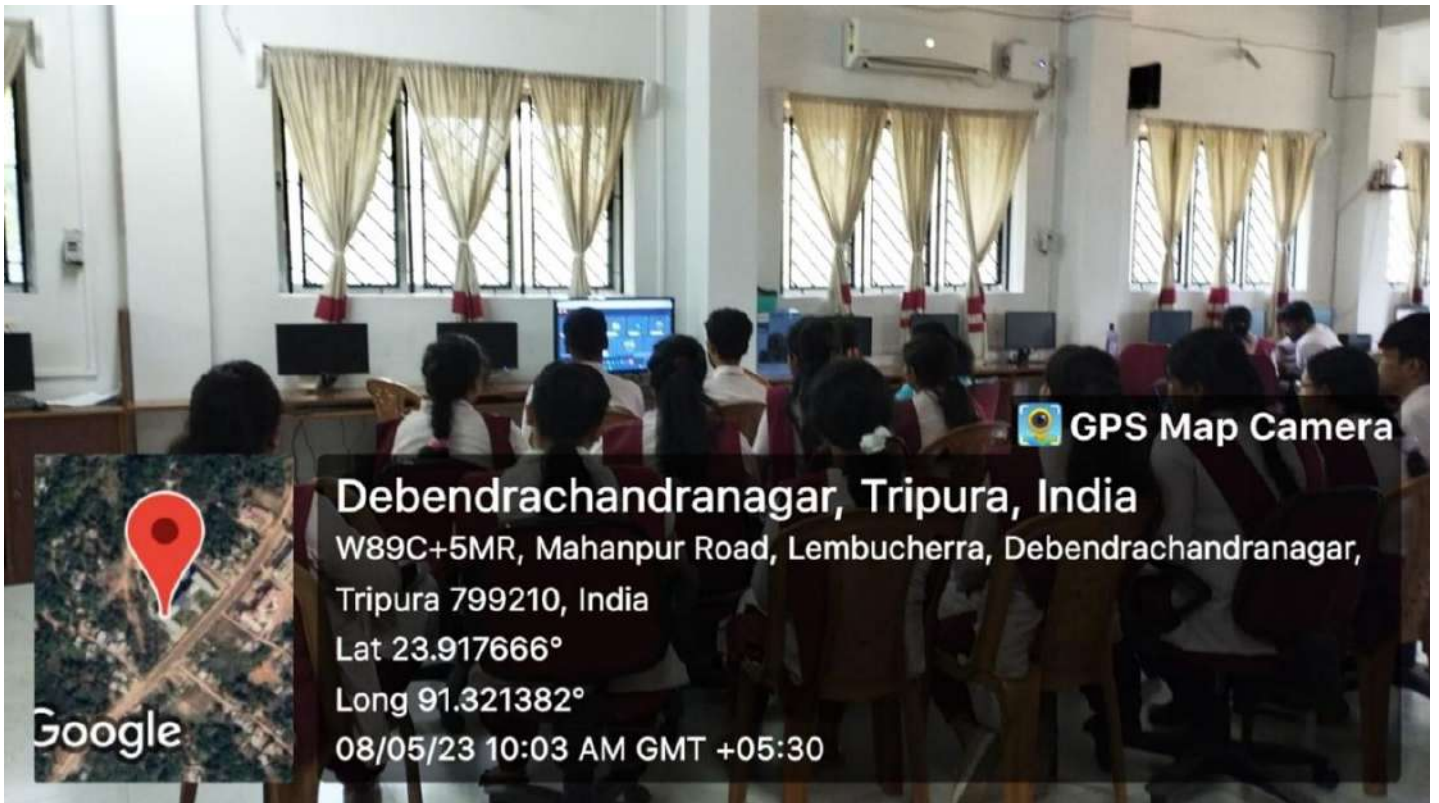 GPS Map Camera
Debendrachandranagar, Tripura, India
W89C+5MR, Mahanpur Road, Lembucherra, Debendrachandranagar,
Tripura 799210, India
Lat 23.917666°
Long 91.321382°
08/05/23 10:03 AM GMT +05:30
Google